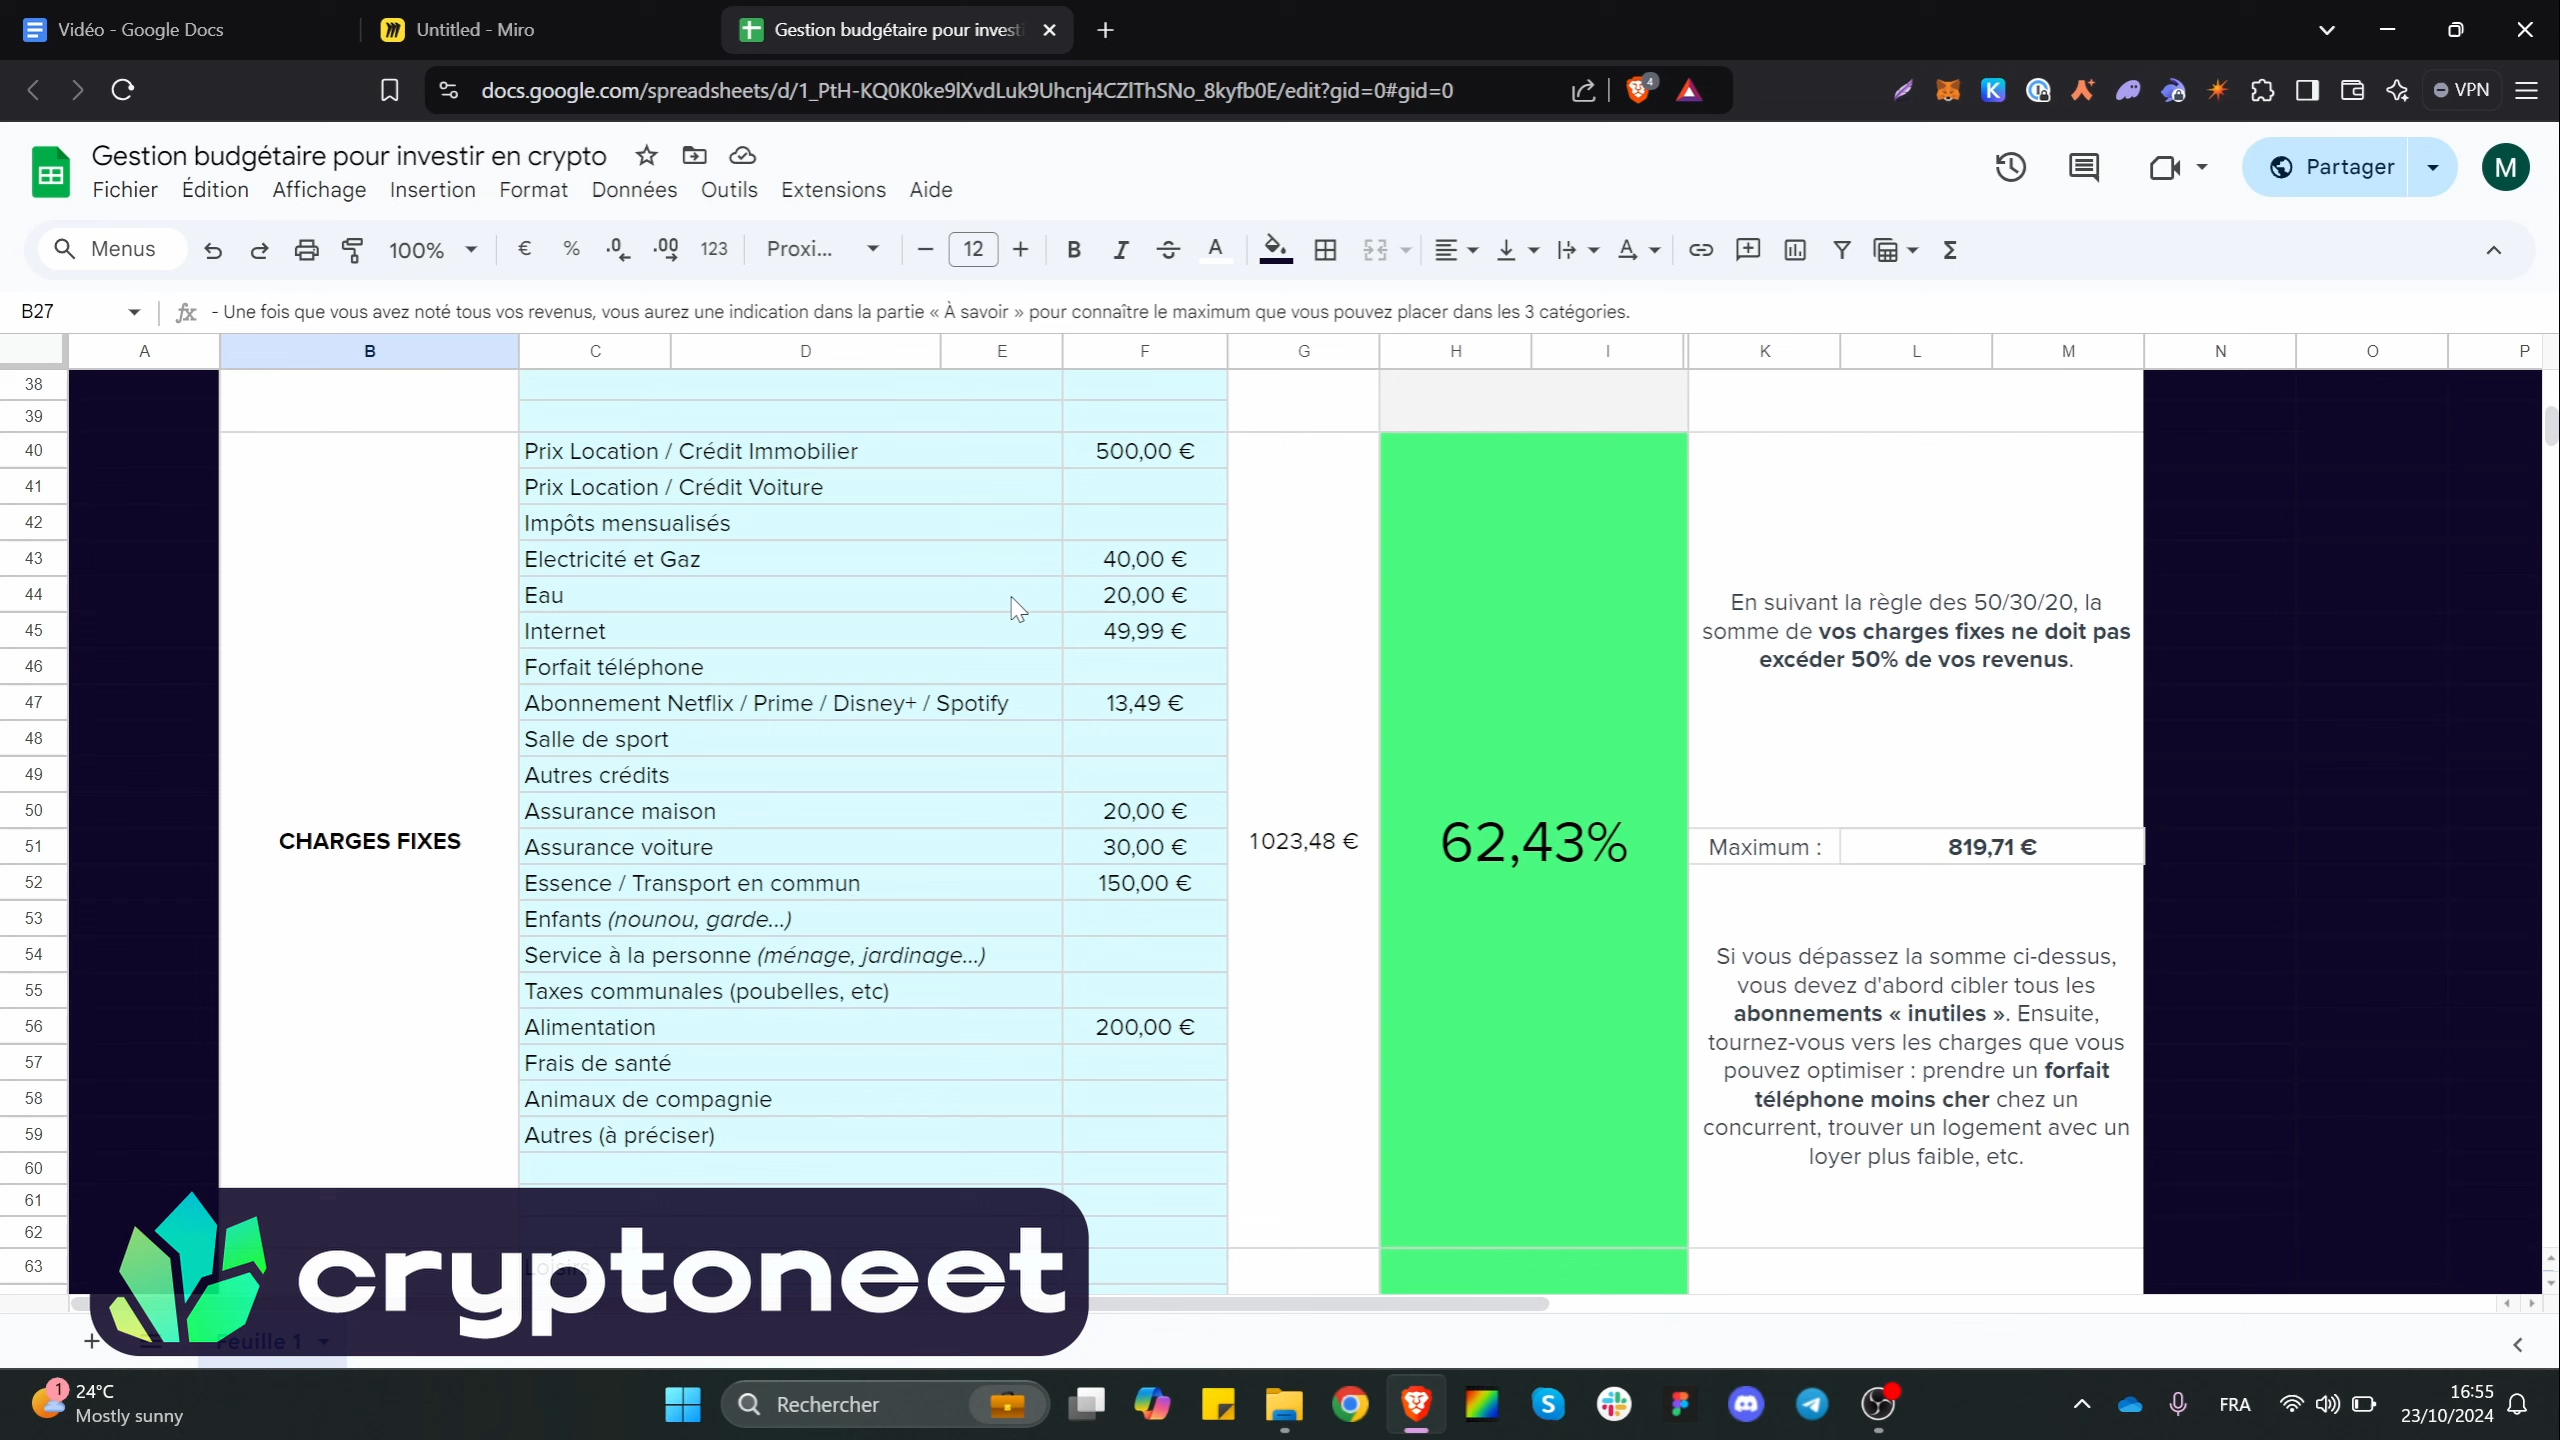 Vidéo - Google Docs
Untitled - Miro
Gestion budgétaire pour investi
docs.google.com/spreadsheets/d/1_PtH-KQ0K0ke9lXvdLuk9Uhcnj4CZlThSNo_8kyfb0E/edit?gid=0#gid=0
4
VPN
Gestion budgétaire pour investir en crypto
Fichier Édition Affichage Insertion Format Données Outils Extensions Aide
Partager
M
Menus
100%
€ % .0 .00 123
Proxi...
12
B I A
B27
fx - Une fois que vous avez noté tous vos revenus, vous aurez une indication dans la partie « À savoir » pour connaître le maximum que vous pouvez placer dans les 3 catégories.
A B C D E F G H I K L M N O P
38
39
40 Prix Location / Crédit Immobilier 500,00 €
41 Prix Location / Crédit Voiture
42 Impôts mensualisés
43 Electricité et Gaz 40,00 €
44 Eau 20,00 €
45 Internet 49,99 €
46 Forfait téléphone
47 Abonnement Netflix / Prime / Disney+ / Spotify 13,49 €
48 Salle de sport
49 Autres crédits
50 Assurance maison 20,00 €
51 Assurance voiture 30,00 €
52 Essence / Transport en commun 150,00 €
53 Enfants (nounou, garde...)
54 Service à la personne (ménage, jardinage...)
55 Taxes communales (poubelles, etc)
56 Alimentation 200,00 €
57 Frais de santé
58 Animaux de compagnie
59 Autres (à préciser)
60
61
62
63 Loisirs
CHARGES FIXES
1 023,48 €
62,43%
En suivant la règle des 50/30/20, la
somme de vos charges fixes ne doit pas
excéder 50% de vos revenus.
Maximum : 819,71 €
Si vous dépassez la somme ci-dessus,
vous devez d'abord cibler tous les
abonnements « inutiles ». Ensuite,
tournez-vous vers les charges que vous
pouvez optimiser : prendre un forfait
téléphone moins cher chez un
concurrent, trouver un logement avec un
loyer plus faible, etc.
cryptoneet
Feuille 1
1
24°C
Mostly sunny
Rechercher
FRA
16:55
23/10/2024